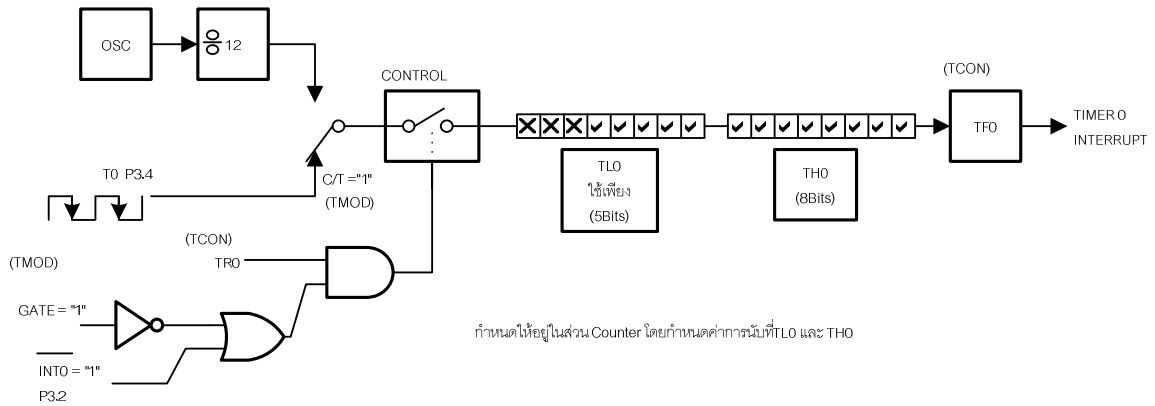 OSC
÷ 12
CONTROL
(TCON)
TF0
TIMER 0
INTERRUPT
TL0
ใช้เพียง
(5Bits)
TH0
(8Bits)
T0 P3.4
C/T ="1"
(TMOD)
(TCON)
TR0
(TMOD)
GATE = "1"
INT0 = "1"
P3.2
กำหนดให้อยู่ในส่วน Counter โดยกำหนดค่าการนับที่TL0 และ TH0